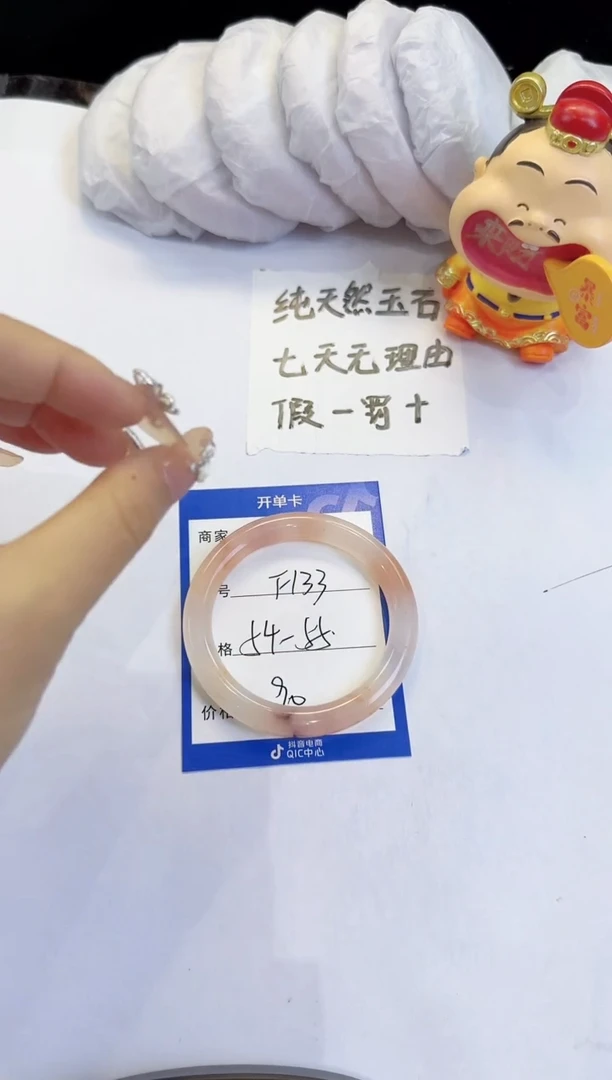 纯天然玉石
七天无理由
假一罚十
开单卡
商家
号 F133
格 54-55
价格 90
抖音电商
QIC中心